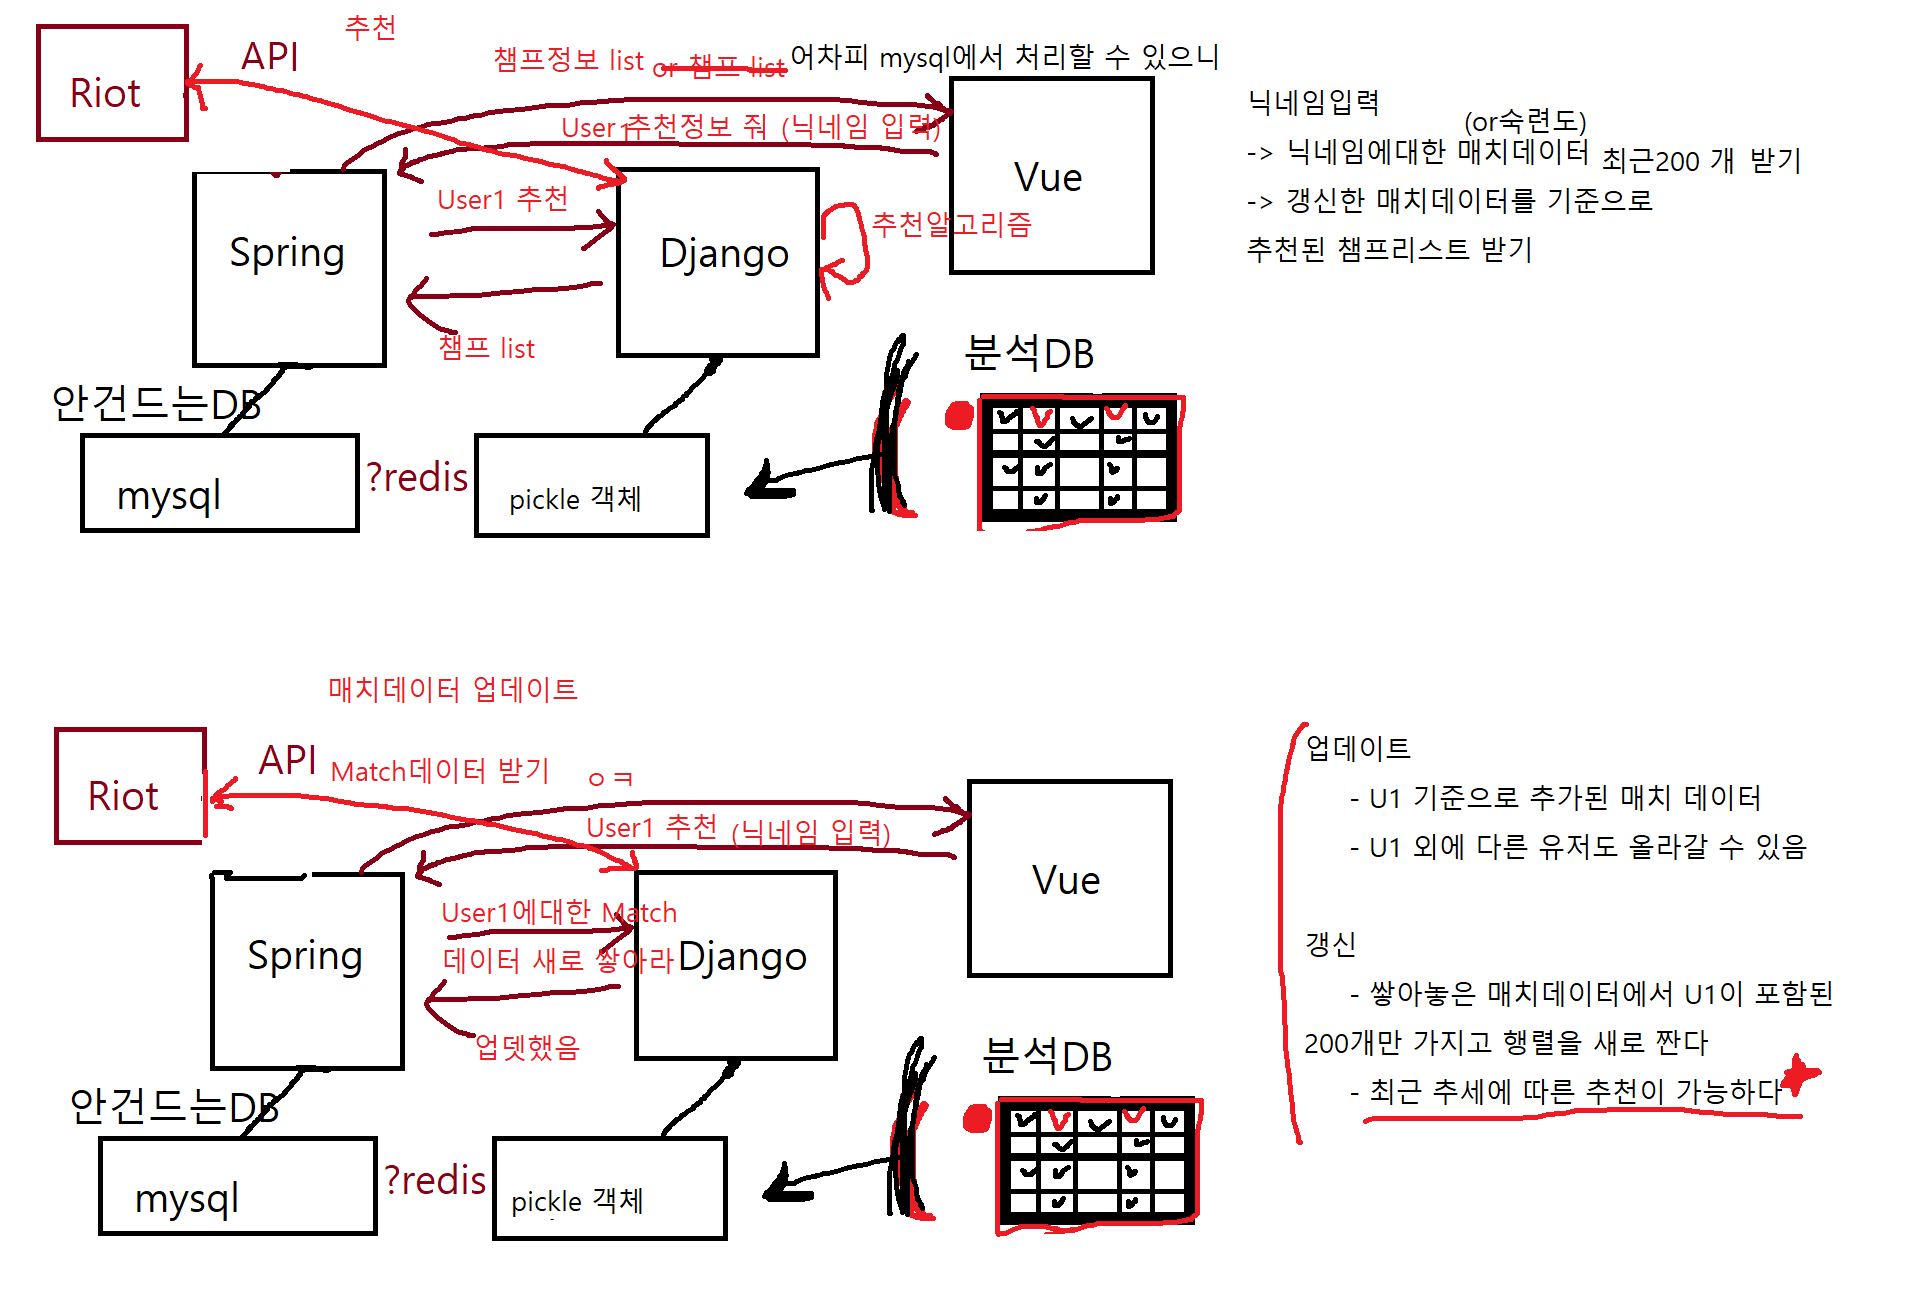 추천
API
Riot
챔프정보 list or 챔프 list 어차피 mysql에서 처리할 수 있으니
User1추천정보 줘 (닉네임 입력)
Vue
User1 추천
Spring
Django
추천알고리즘
챔프 list
안건드는DB
mysql
?redis
pickle 객체
분석DB
닉네임입력
(or숙련도)
-> 닉네임에대한 매치데이터 최근200 개 받기
-> 갱신한 매치데이터를 기준으로
추천된 챔프리스트 받기
매치데이터 업데이트
API
Match데이터 받기
ㅇㅋ
Riot
User1 추천 (닉네임 입력)
Vue
User1에대한 Match
데이터 새로 쌓아라
Spring
Django
업뎃했음
안건드는DB
mysql
?redis
pickle 객체
분석DB
업데이트
- U1 기준으로 추가된 매치 데이터
- U1 외에 다른 유저도 올라갈 수 있음
갱신
- 쌓아놓은 매치데이터에서 U1이 포함된
200개만 가지고 행렬을 새로 짠다
- 최근 추세에 따른 추천이 가능하다